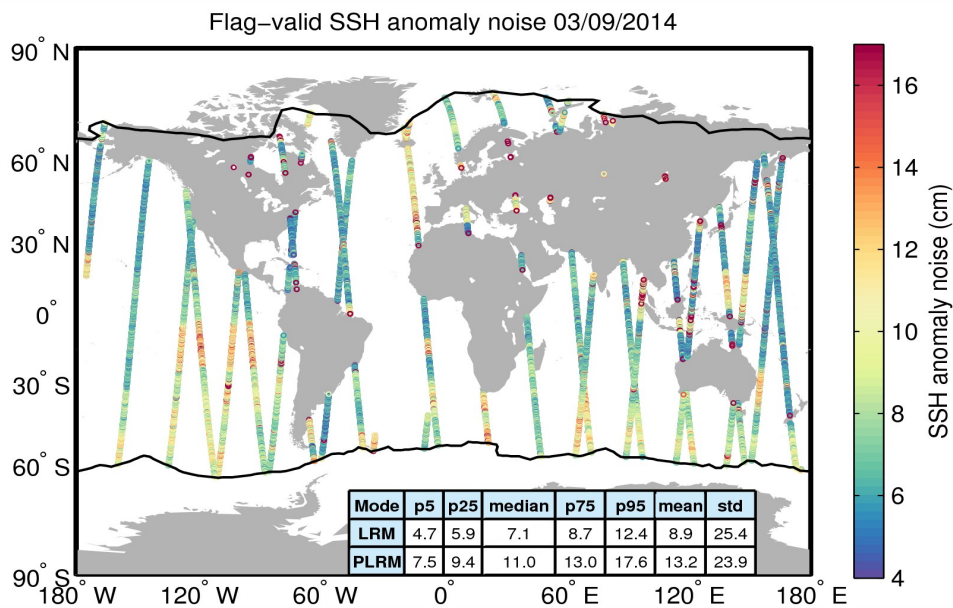 Flag−valid SSH anomaly noise 03/09/2014
90° N
60° N
30° N
0°
30° S
60° S
90° S
180° W 120° W 60° W 0° 60° E 120° E 180° E
Mode p5 p25 median p75 p95 mean std
LRM 4.7 5.9 7.1 8.7 12.4 8.9 25.4
PLRM 7.5 9.4 11.0 13.0 17.6 13.2 23.9
16
14
12
10
8
6
4
SSH anomaly noise (cm)